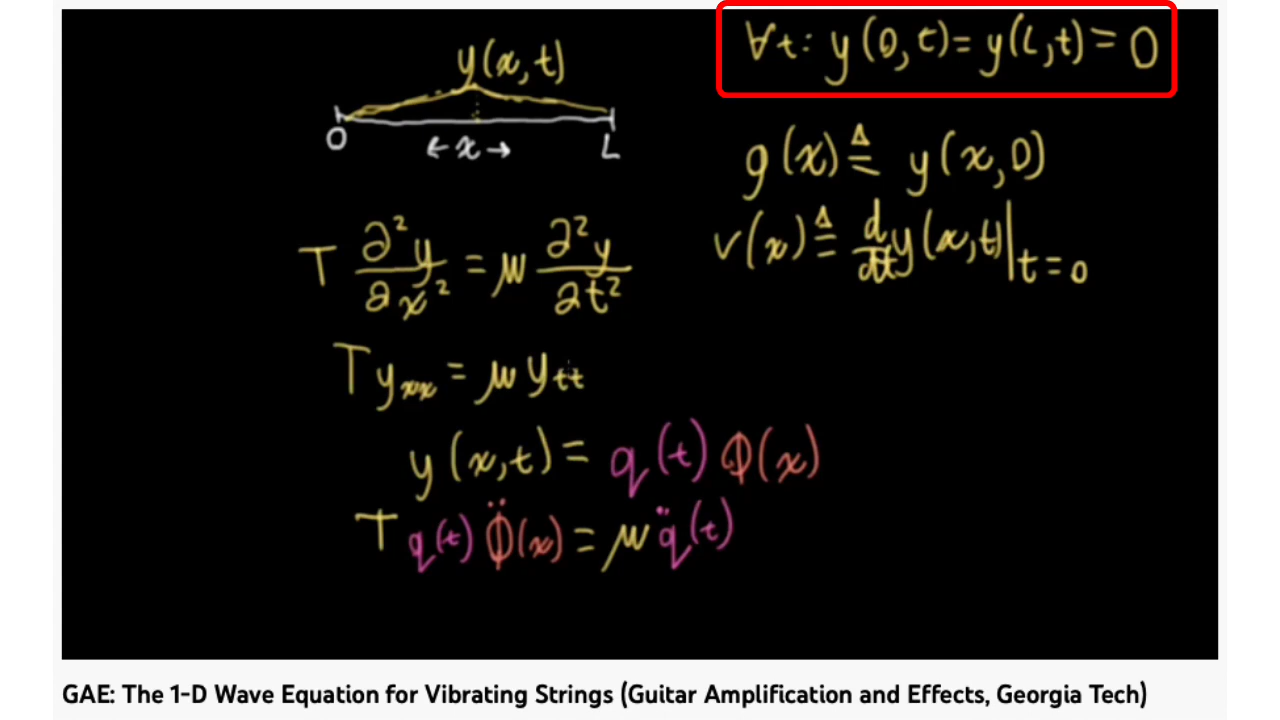 ∀t: y(0,t)=y(L,t)=0
y(x,t)
0 ←x→ L
g(x)≜ y(x,0)
v(x)≜ d/dt y(x,t)|t=0
T ∂²y/∂x² = μ ∂²y/∂t²
T yxx = μ ytt
y(x,t)= q(t) Φ(x)
T q(t) Φ̈(x) = μ q̈(t)
GAE: The 1-D Wave Equation for Vibrating Strings (Guitar Amplification and Effects, Georgia Tech)